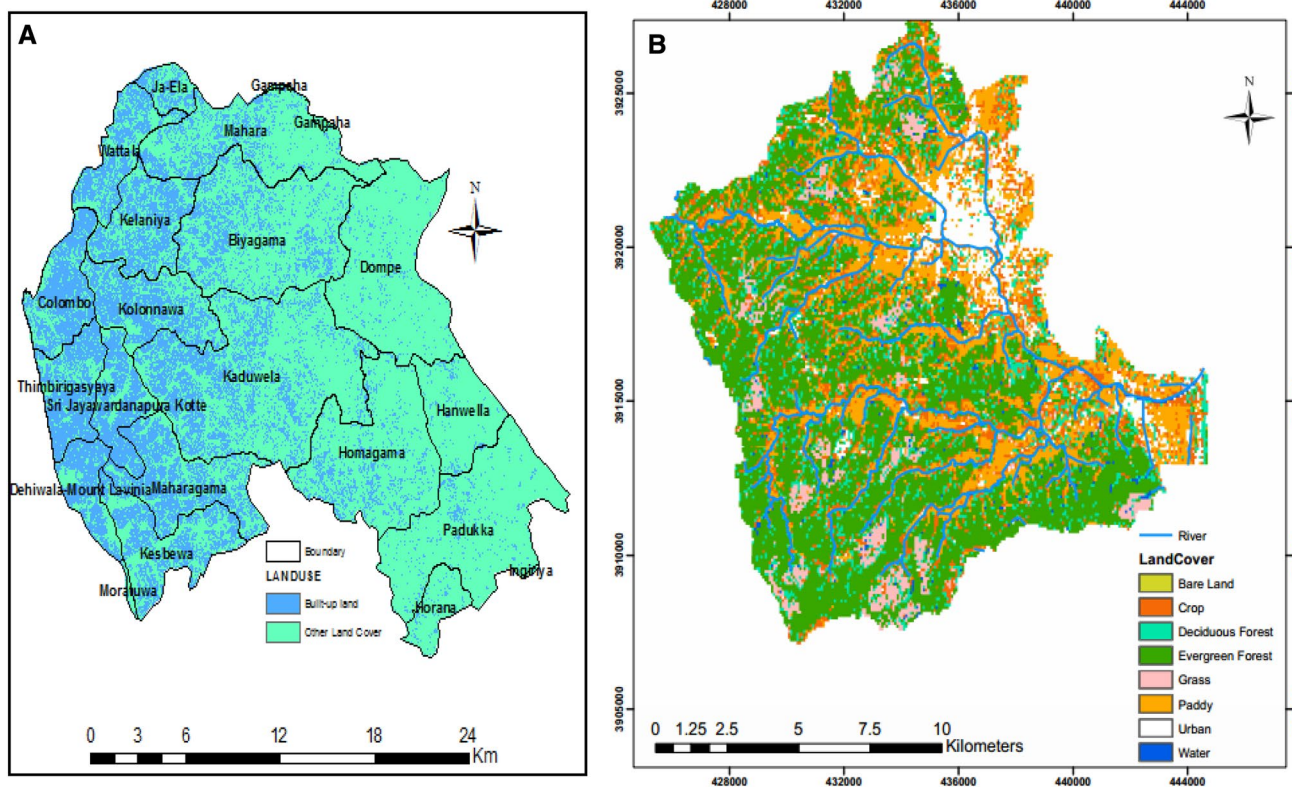 A
Ja-Ela
Gampaha
Mahara
Gampaha
Wattala
Kelaniya
Biyagama
Dompe
N
Colombo
Kolonnawa
Thimbirigasyaya
Kaduwela
Sri Jayawardanapura Kotte
Hanwella
Homagama
Dehiwala-Mount Lavinia
Maharagama
Padukka
Kesbewa
Ingiriya
Moratuwa
Horana
Boundary
LANDUSE
Built-up land
Other Land Cover
0 3 6 12 18 24
Km
B
428000 432000 436000 440000 444000
N
3925000
3920000
3915000
3910000
3905000
River
LandCover
Bare Land
Crop
Deciduous Forest
Evergreen Forest
Grass
Paddy
Urban
Water
0 1.25 2.5 5 7.5 10
Kilometers
428000 432000 436000 440000 444000